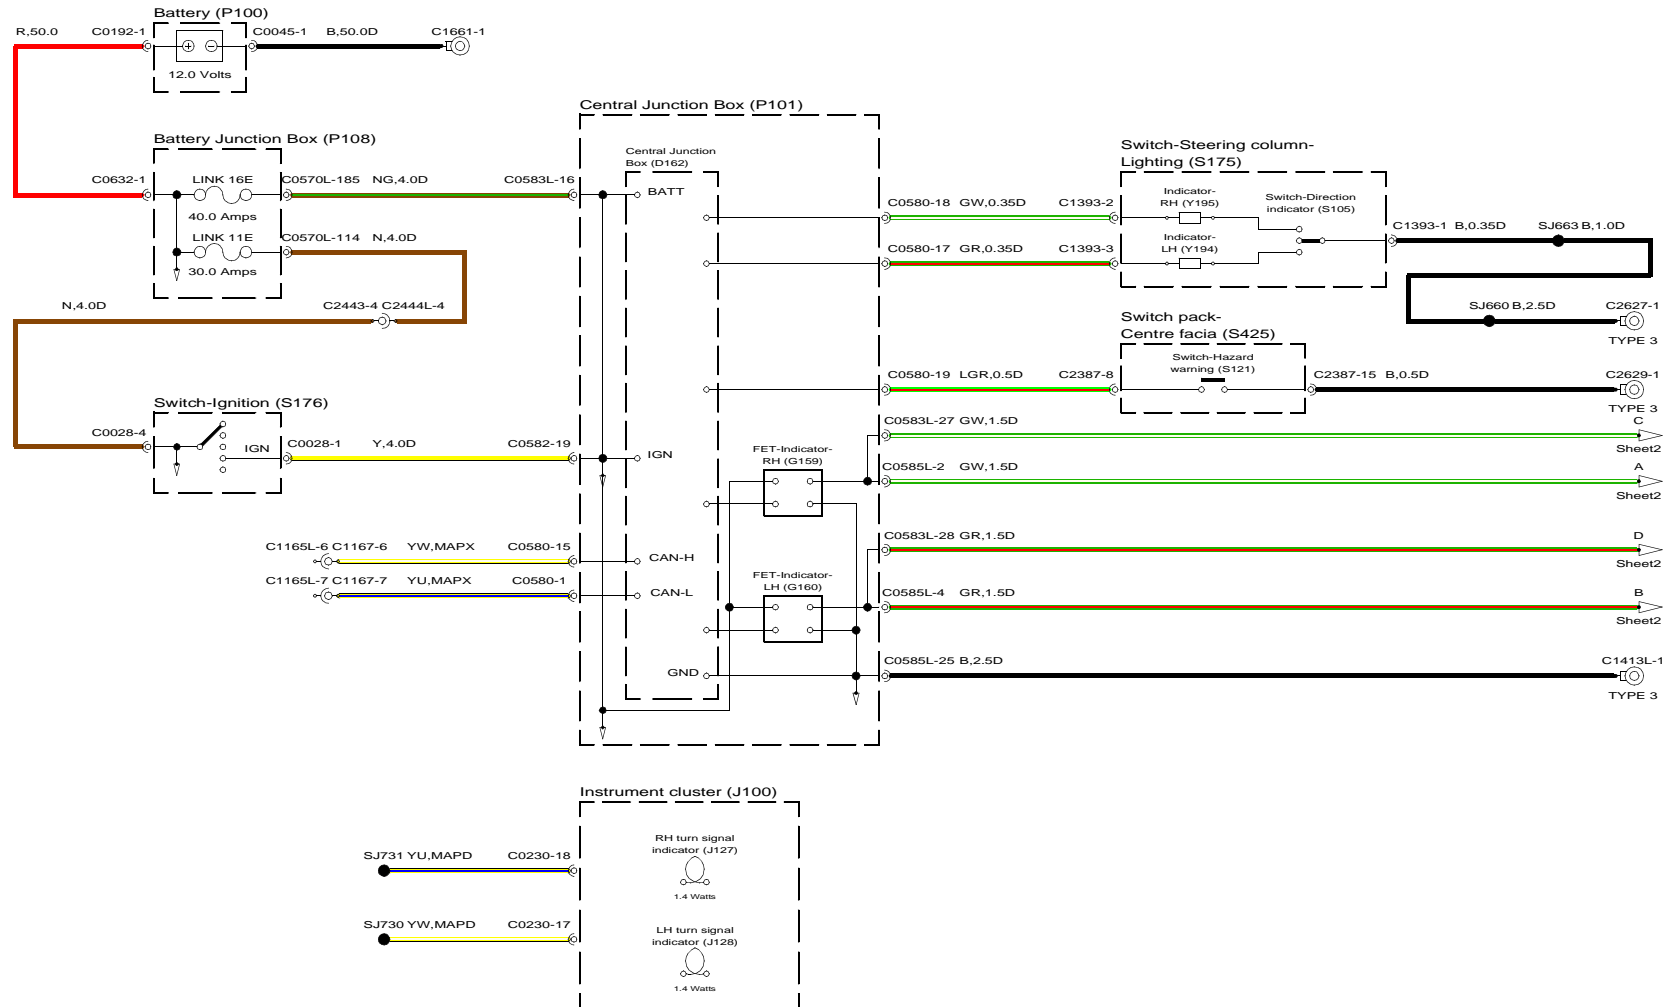 Battery (P100)
R,50.0 C0192-1 C0045-1 B,50.0D C1661-1
12.0 Volts
Battery Junction Box (P108)
C0632-1 LINK 16E C0570L-185 NG,4.0D C0583L-16
40.0 Amps
LINK 11E C0570L-114 N,4.0D
30.0 Amps
N,4.0D C2443-4 C2444L-4
Switch-Ignition (S176)
C0028-4 IGN C0028-1 Y,4.0D C0582-19
C1165L-6 C1167-6 YW,MAPX C0580-15
C1165L-7 C1167-7 YU,MAPX C0580-1
Central Junction Box (P101)
Central Junction
Box (D162)
BATT
IGN
CAN-H
CAN-L
GND
FET-Indicator-
RH (G159)
FET-Indicator-
LH (G160)
Switch-Steering column-
Lighting (S175)
C0580-18 GW,0.35D C1393-2
Indicator-
RH (Y195)
Switch-Direction
indicator (S105)
C0580-17 GR,0.35D C1393-3
Indicator-
LH (Y194)
C1393-1 B,0.35D SJ663 B,1.0D
SJ660 B,2.5D C2627-1
TYPE 3
Switch pack-
Centre facia (S425)
Switch-Hazard
warning (S121)
C0580-19 LGR,0.5D C2387-8 C2387-15 B,0.5D C2629-1
TYPE 3
C0583L-27 GW,1.5D C
Sheet2
C0585L-2 GW,1.5D A
Sheet2
C0583L-28 GR,1.5D D
Sheet2
C0585L-4 GR,1.5D B
Sheet2
C0585L-25 B,2.5D C1413L-1
TYPE 3
Instrument cluster (J100)
RH turn signal
indicator (J127)
1.4 Watts
SJ731 YU,MAPD C0230-18
LH turn signal
indicator (J128)
1.4 Watts
SJ730 YW,MAPD C0230-17